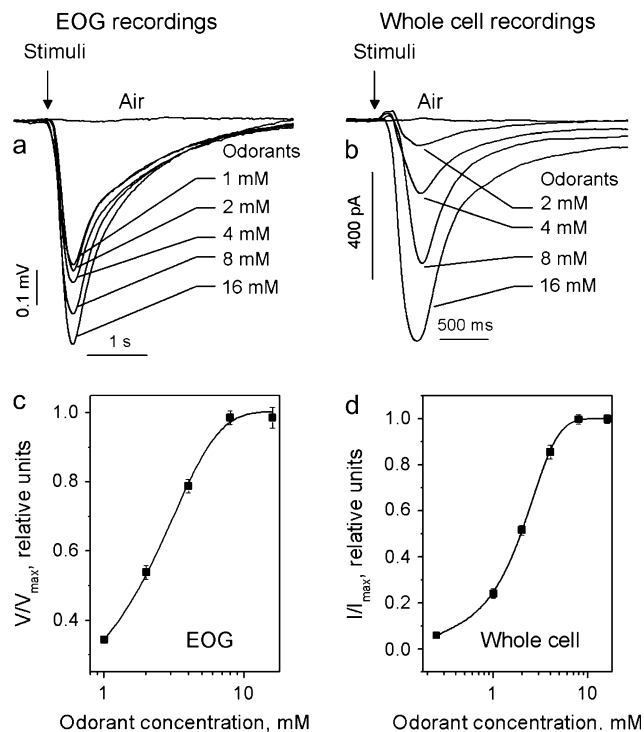 EOG recordings
Stimuli
Air
a
Odorants
1 mM
2 mM
4 mM
8 mM
16 mM
0.1 mV
1 s
Whole cell recordings
Stimuli
Air
b
Odorants
2 mM
4 mM
8 mM
16 mM
400 pA
500 ms
c
1.0
0.8
0.6
0.4
V/Vmax, relative units
EOG
1
10
Odorant concentration, mM
d
1.0
0.8
0.6
0.4
0.2
0.0
I/Imax, relative units
Whole cell
1
10
Odorant concentration. mM